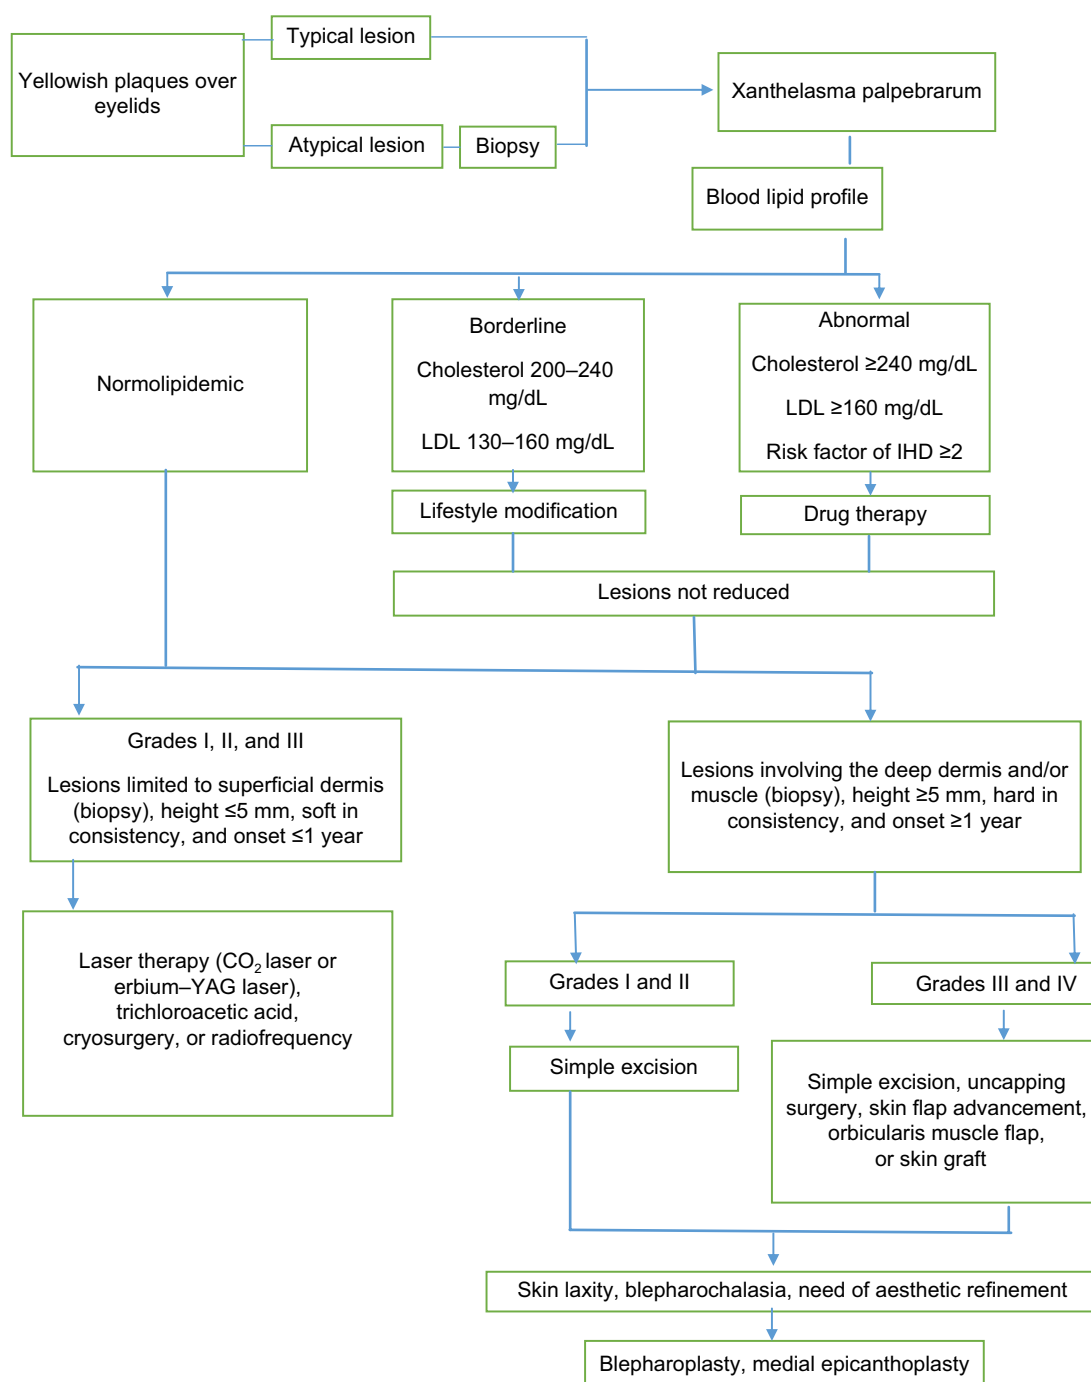 Typical lesion
Yellowish plaques over
eyelids
Atypical lesion
Biopsy
Xanthelasma palpebrarum
Blood lipid profile
Normolipidemic
Borderline
Cholesterol 200–240
mg/dL
LDL 130–160 mg/dL
Abnormal
Cholesterol ≥240 mg/dL
LDL ≥160 mg/dL
Risk factor of IHD ≥2
Lifestyle modification
Drug therapy
Lesions not reduced
Grades I, II, and III
Lesions limited to superficial dermis
(biopsy), height ≤5 mm, soft in
consistency, and onset ≤1 year
Lesions involving the deep dermis and/or
muscle (biopsy), height ≥5 mm, hard in
consistency, and onset ≥1 year
Laser therapy (CO₂ laser or
erbium–YAG laser),
trichloroacetic acid,
cryosurgery, or radiofrequency
Grades I and II
Grades III and IV
Simple excision
Simple excision, uncapping
surgery, skin flap advancement,
orbicularis muscle flap,
or skin graft
Skin laxity, blepharochalasia, need of aesthetic refinement
Blepharoplasty, medial epicanthoplasty